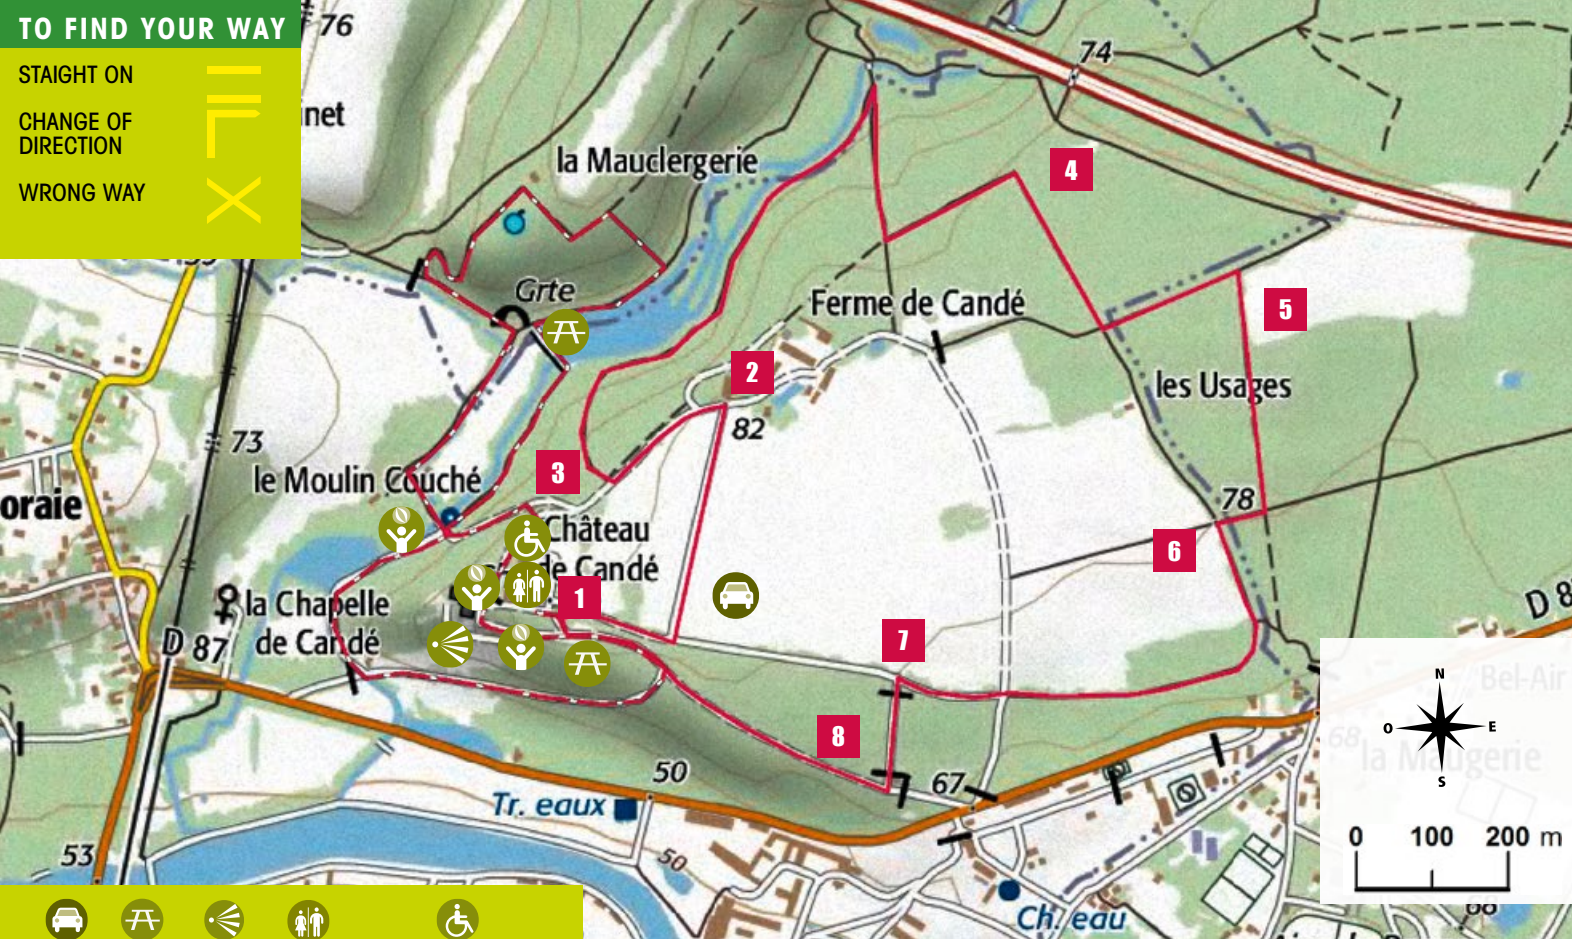 TO FIND YOUR WAY
STAIGHT ON
CHANGE OF
DIRECTION
WRONG WAY
76
inet
74
la Mauclergerie
4
Grte
Ferme de Candé
5
2
82
les Usages
73
3
le Moulin Couché
oraie
78
Château
de Candé
6
1
la Chapelle
de Candé
D 87
D 8
7
8
N
O
E
S
Bel-Air
68
la Maugerie
50
67
Tr. eaux
0 100 200 m
53
50
Ch. eau
68